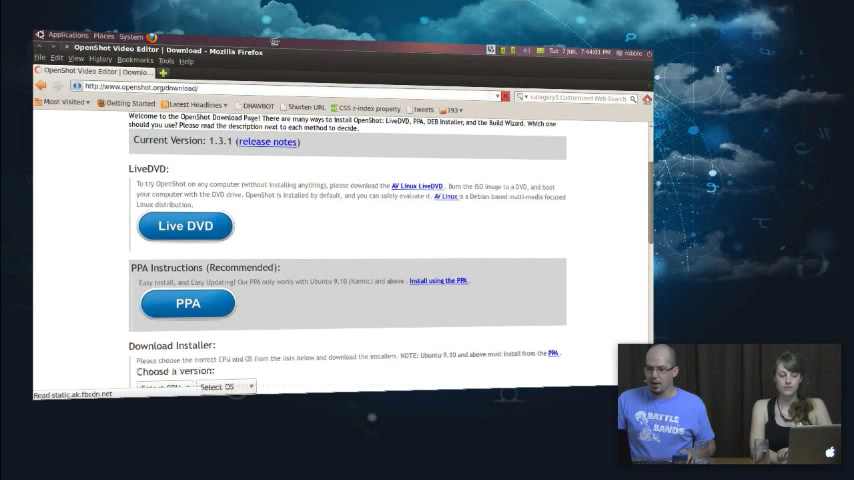 Applications Places System
Tue, 7 Jun, 7:44:01 PM robbie
OpenShot Video Editor | Download - Mozilla Firefox
File Edit View History Bookmarks Tools Help
OpenShot Video Editor | Downlo...
http://www.openshot.org/download/
category5 Customized Web Search
Most Visited Getting Started Latest Headlines DRAWBOT Shorten URL CSS z-index property tweets 193
Welcome to the OpenShot Download Page! There are many ways to install OpenShot: LiveDVD, PPA, DEB Installer, and the Build Wizard. Which one
should you use? Please read the description next to each method to decide.
Current Version: 1.3.1 (release notes)
LiveDVD:
To try OpenShot on any computer (without installing anything), please download the AV Linux LiveDVD. Burn the ISO image to a DVD, and boot
your computer with the DVD drive. OpenShot is installed by default, and you can safely evaluate it. AV Linux is a Debian-based multi-media focused
Linux distribution.
Live DVD
PPA Instructions (Recommended):
Easy Install, and Easy Updating! Our PPA only works with Ubuntu 9.10 (Karmic) and above. Install using the PPA.
PPA
Download Installer:
Please choose the correct CPU and OS from the lists below and download the installers. NOTE: Ubuntu 9.10 and above must install from the PPA.
Choose a version:
Select CPU Select OS
Read static.ak.fbcdn.net
BATTLE
BANDS